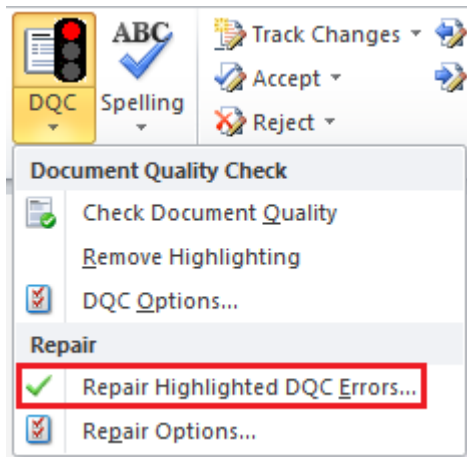 ABC
DQC
Spelling
Track Changes
Accept
Reject
Document Quality Check
Check Document Quality
Remove Highlighting
DQC Options...
Repair
Repair Highlighted DQC Errors...
Repair Options...